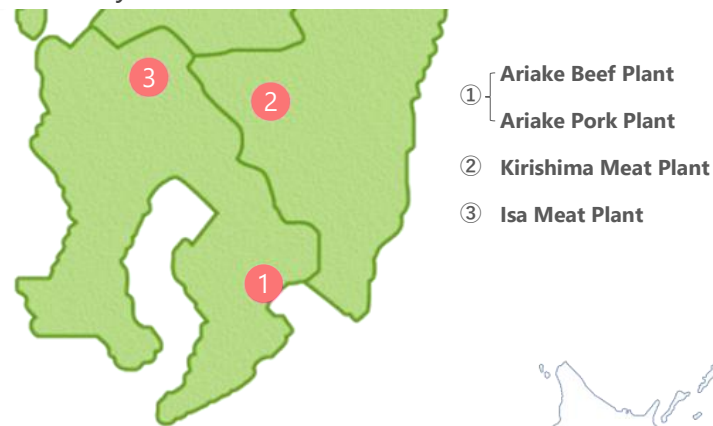 3
2
1
① Ariake Beef Plant
Ariake Pork Plant
② Kirishima Meat Plant
③ Isa Meat Plant